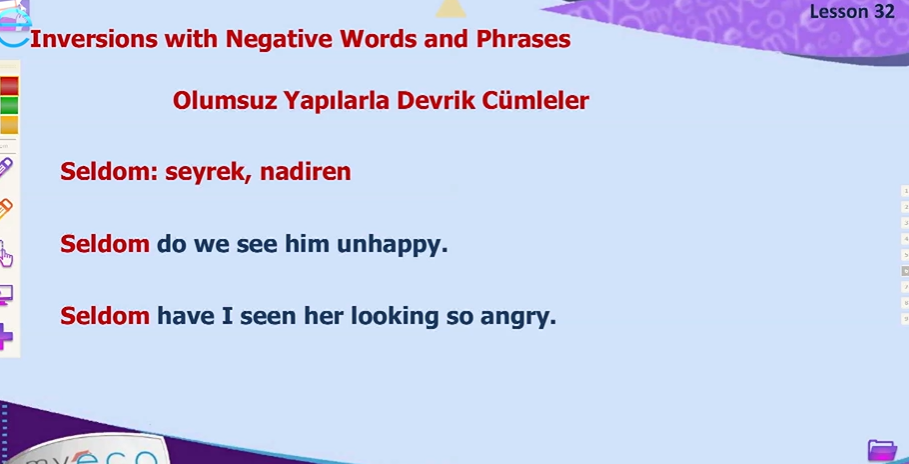 Lesson 32
Inversions with Negative Words and Phrases
Olumsuz Yapılarla Devrik Cümleler
Seldom: seyrek, nadiren
Seldom do we see him unhappy.
Seldom have I seen her looking so angry.
myeco